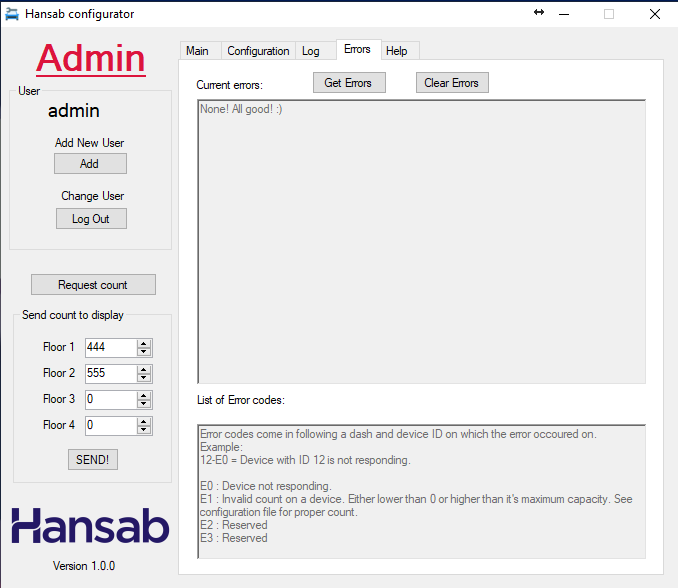 Hansab configurator
Admin
User
admin
Add New User
Add
Change User
Log Out
Request count
Send count to display
Floor 1 444
Floor 2 555
Floor 3 0
Floor 4 0
SEND!
Hansab
Version 1.0.0
Main Configuration Log Errors Help
Current errors: Get Errors Clear Errors
None! All good! :)
List of Error codes:
Error codes come in following a dash and device ID on which the error occoured on.
Example:
12-E0 = Device with ID 12 is not responding.
E0 : Device not responding.
E1 : Invalid count on a device. Either lower than 0 or higher than it's maximum capacity. See
configuration file for proper count.
E2 : Reserved
E3 : Reserved